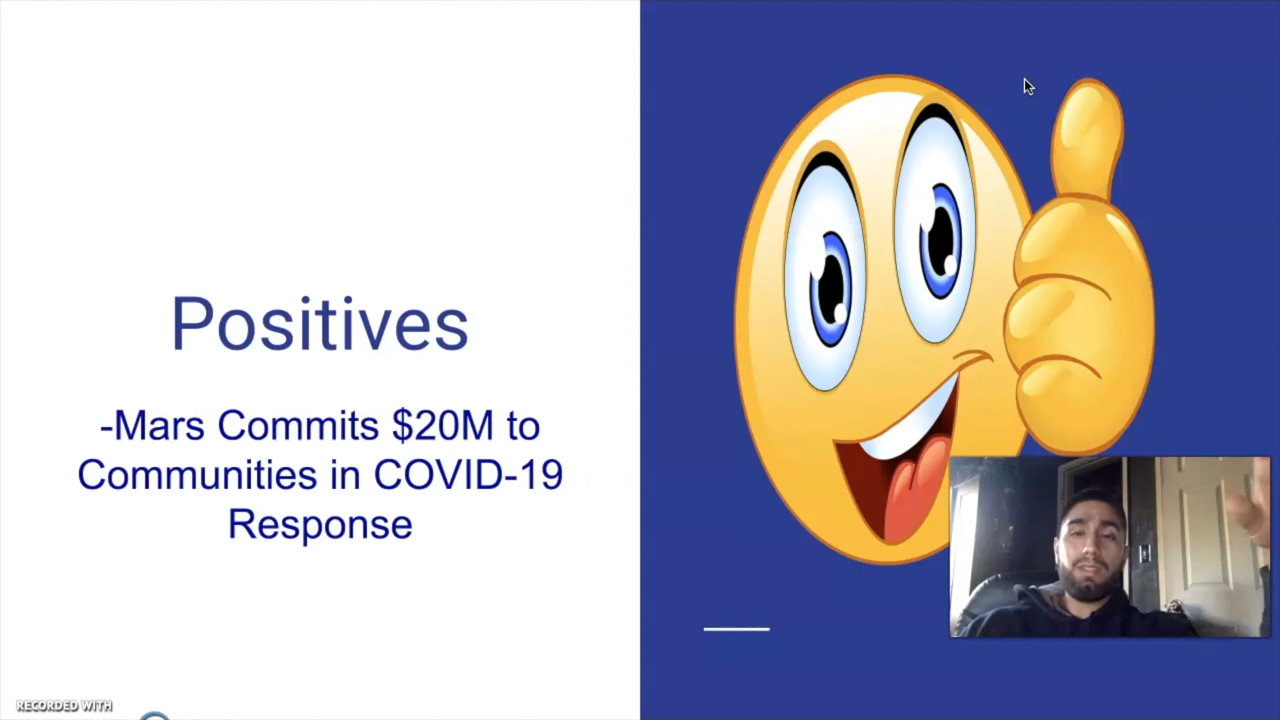 Positives
-Mars Commits $20M to
Communities in COVID-19
Response
RECORDED WITH